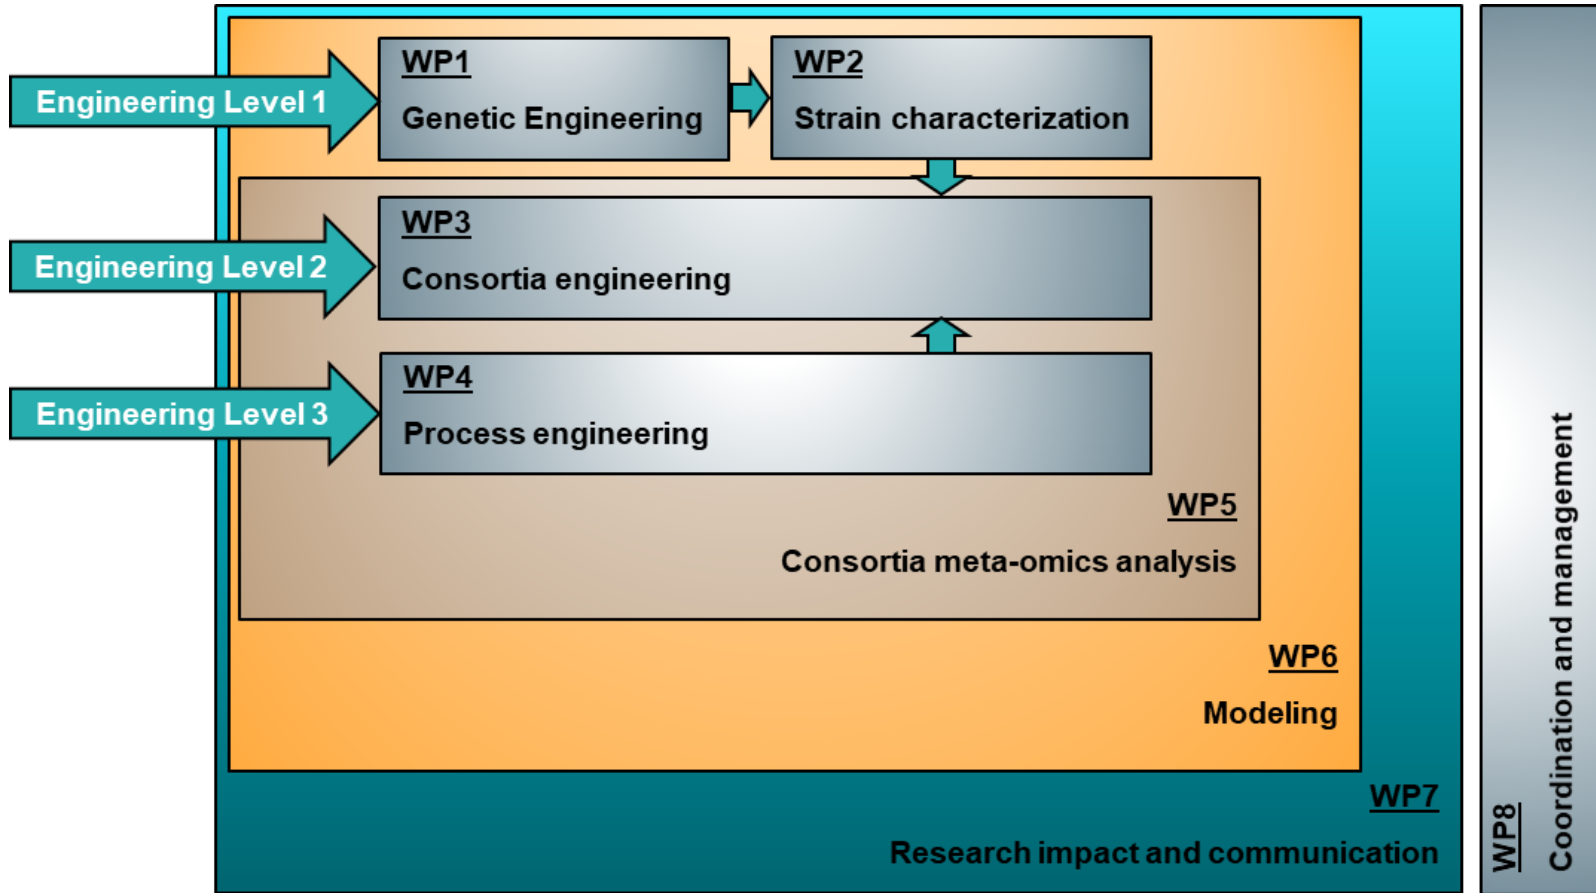 Engineering Level 1
WP1
Genetic Engineering
WP2
Strain characterization
Engineering Level 2
WP3
Consortia engineering
Engineering Level 3
WP4
Process engineering
WP5
Consortia meta-omics analysis
WP6
Modeling
WP7
Research impact and communication
WP8
Coordination and management